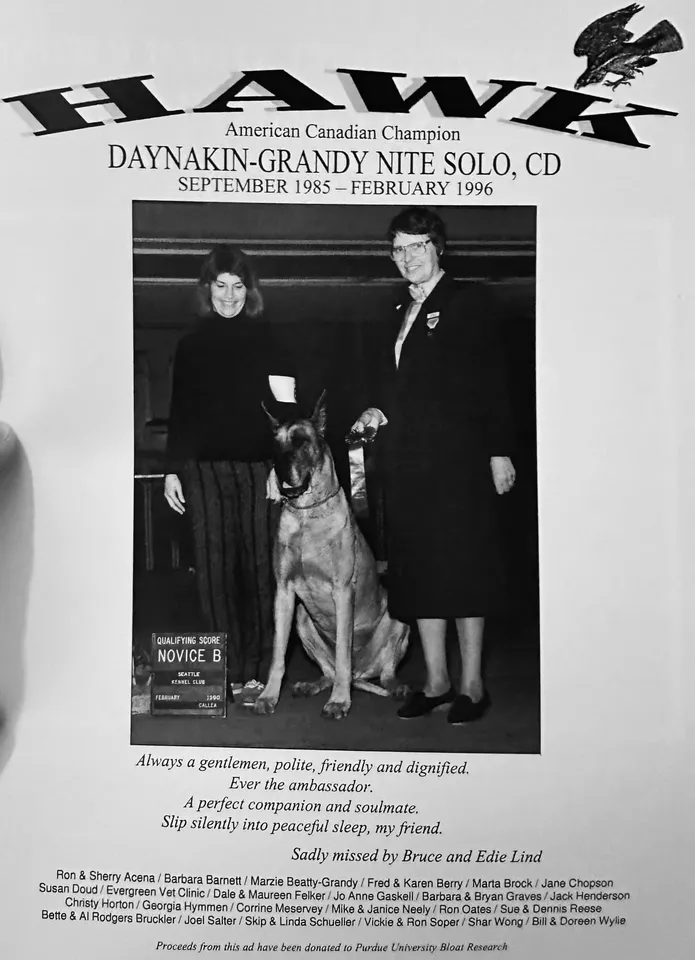 HAWK
American Canadian Champion
DAYNAKIN-GRANDY NITE SOLO, CD
SEPTEMBER 1985 – FEBRUARY 1996
QUALIFYING SCORE
NOVICE B
SEATTLE
KENNEL CLUB
FEBRUARY 1990
CALLEA
Always a gentlemen, polite, friendly and dignified.
Ever the ambassador.
A perfect companion and soulmate.
Slip silently into peaceful sleep, my friend.
Sadly missed by Bruce and Edie Lind
Ron & Sherry Acena / Barbara Barnett / Marzie Beatty-Grandy / Fred & Karen Berry / Marta Brock / Jane Chopson
Susan Doud / Evergreen Vet Clinic / Dale & Maureen Felker / Jo Anne Gaskell / Barbara & Bryan Graves / Jack Henderson
Christy Horton / Georgia Hymmen / Corrine Meservey / Mike & Janice Neely / Ron Oates / Sue & Dennis Reese
Bette & Al Rodgers Bruckler / Joel Salter / Skip & Linda Schueller / Vickie & Ron Soper / Shar Wong / Bill & Doreen Wylie
Proceeds from this ad have been donated to Purdue University Bloat Research